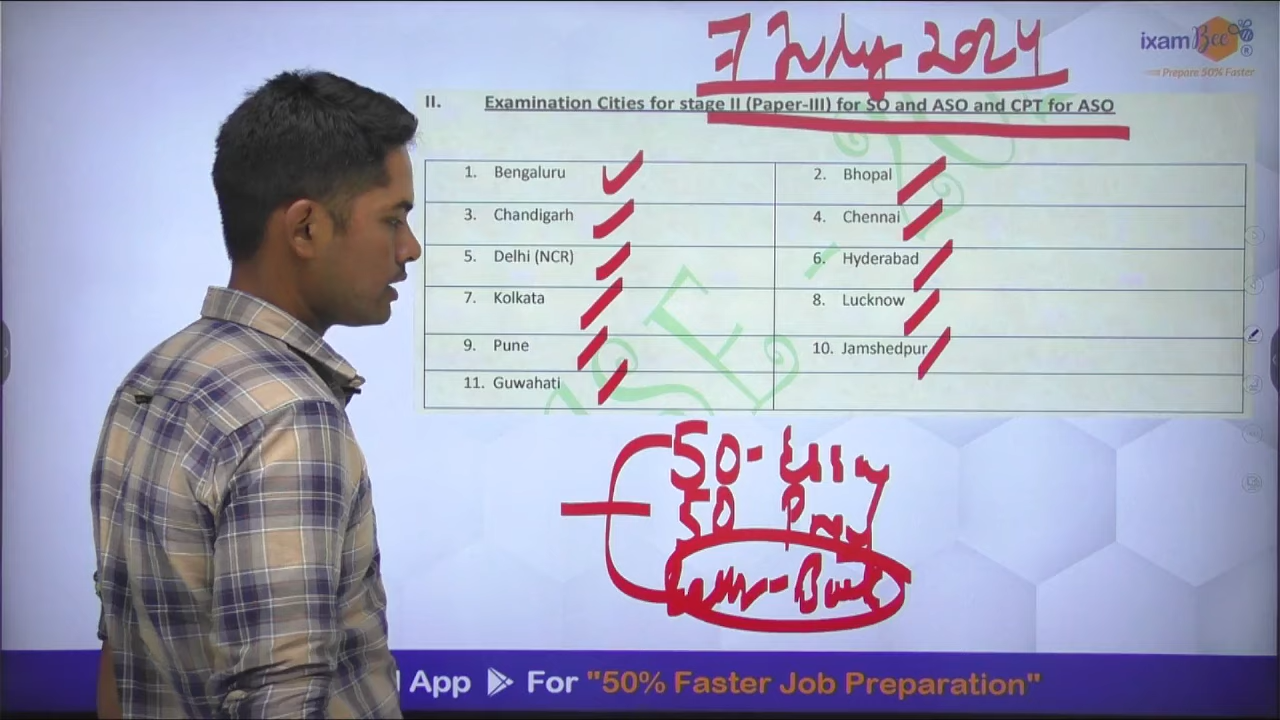 7 July 2024
ixamBee
Prepare 50% Faster
II. Examination Cities for stage II (Paper-III) for SO and ASO and CPT for ASO
1. Bengaluru
2. Bhopal
3. Chandigarh
4. Chennai
5. Delhi (NCR)
6. Hyderabad
7. Kolkata
8. Lucknow
9. Pune
10. Jamshedpur
11. Guwahati
50 -
50
App For "50% Faster Job Preparation"